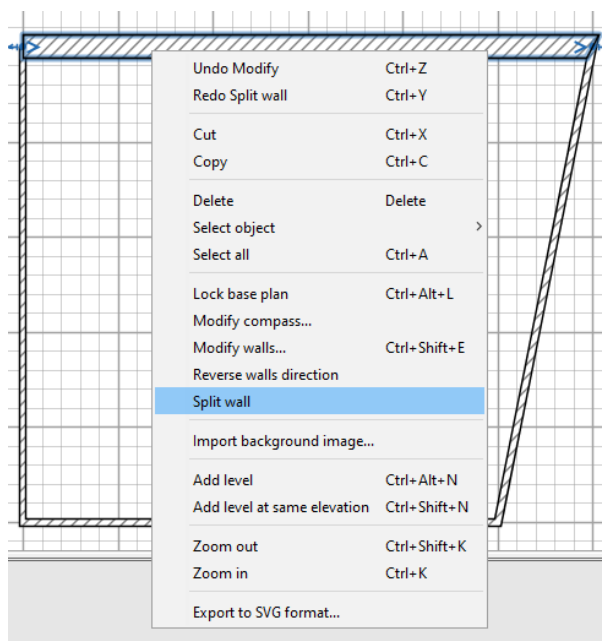 Undo Modify Ctrl+Z
Redo Split wall Ctrl+Y
Cut Ctrl+X
Copy Ctrl+C
Delete Delete
Select object
Select all Ctrl+A
Lock base plan Ctrl+Alt+L
Modify compass...
Modify walls... Ctrl+Shift+E
Reverse walls direction
Split wall
Import background image...
Add level Ctrl+Alt+N
Add level at same elevation Ctrl+Shift+N
Zoom out Ctrl+Shift+K
Zoom in Ctrl+K
Export to SVG format...